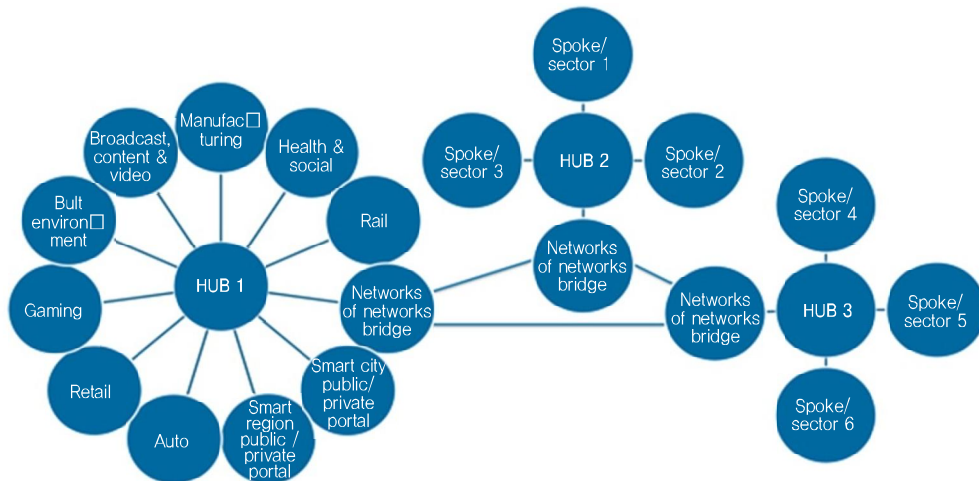 Manufac□
turing
Health &
social
Rail
Networks
of networks
bridge
Smart city
public/
private
portal
Smart
region
public /
private
portal
Auto
Retail
Gaming
Bult
environ□
ment
Broadcast,
content &
video
HUB 1
Spoke/
sector 1
Spoke/
sector 3
HUB 2
Spoke/
sector 2
Networks
of networks
bridge
Networks
of networks
bridge
Spoke/
sector 4
HUB 3
Spoke/
sector 5
Spoke/
sector 6